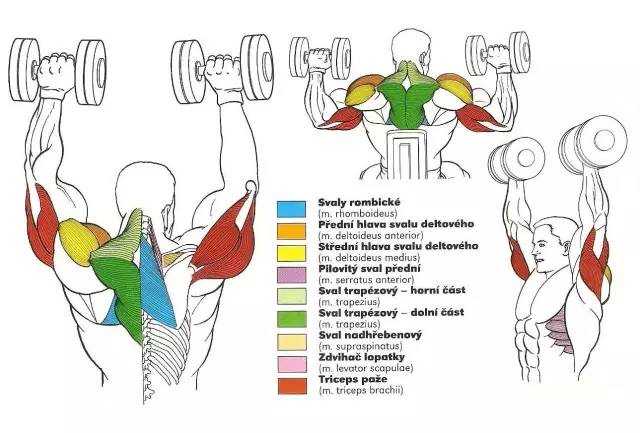 Svaly rombické
(m. rhomboideus)
Přední hlava svalu deltového
(m. deltoideus anterior)
Střední hlava svalu deltového
(m. deltoideus medius)
Pilovitý sval přední
(m. serratus anterior)
Sval trapézový – horní část
(m. trapezius)
Sval trapézový – dolní část
(m. trapezius)
Sval nadhřebenový
(m. supraspinatus)
Zdvihač lopatky
(m. levator scapulae)
Triceps paže
(m. triceps brachii)